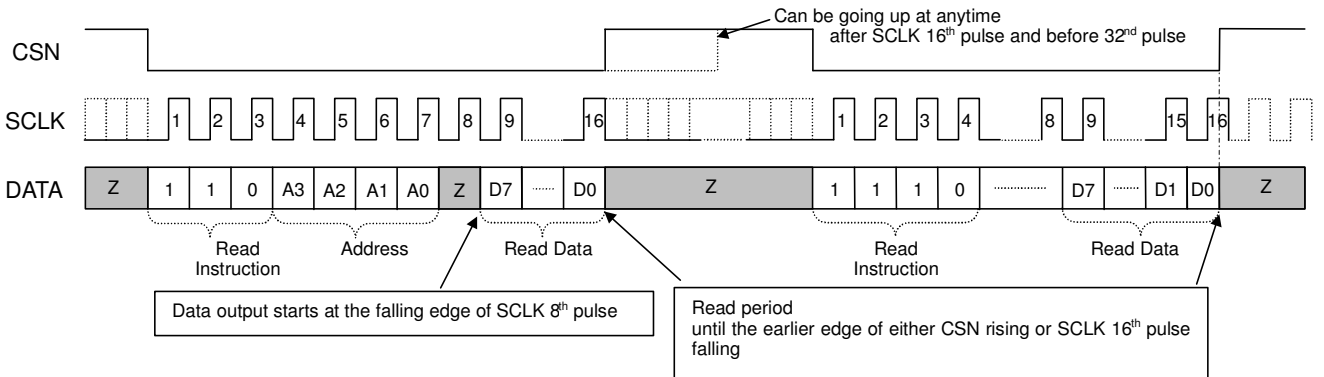 Can be going up at anytime
after SCLK 16th pulse and before 32nd pulse
CSN
SCLK 1 2 3 4 5 6 7 8 9 16 1 2 3 4 8 9 15 16
DATA Z 1 1 0 A3 A2 A1 A0 Z D7 ...... D0 Z 1 1 1 0 .............. D7 ...... D1 D0 Z
Read Instruction Address Read Data Read Instruction Read Data
Data output starts at the falling edge of SCLK 8th pulse
Read period
until the earlier edge of either CSN rising or SCLK 16th pulse
falling